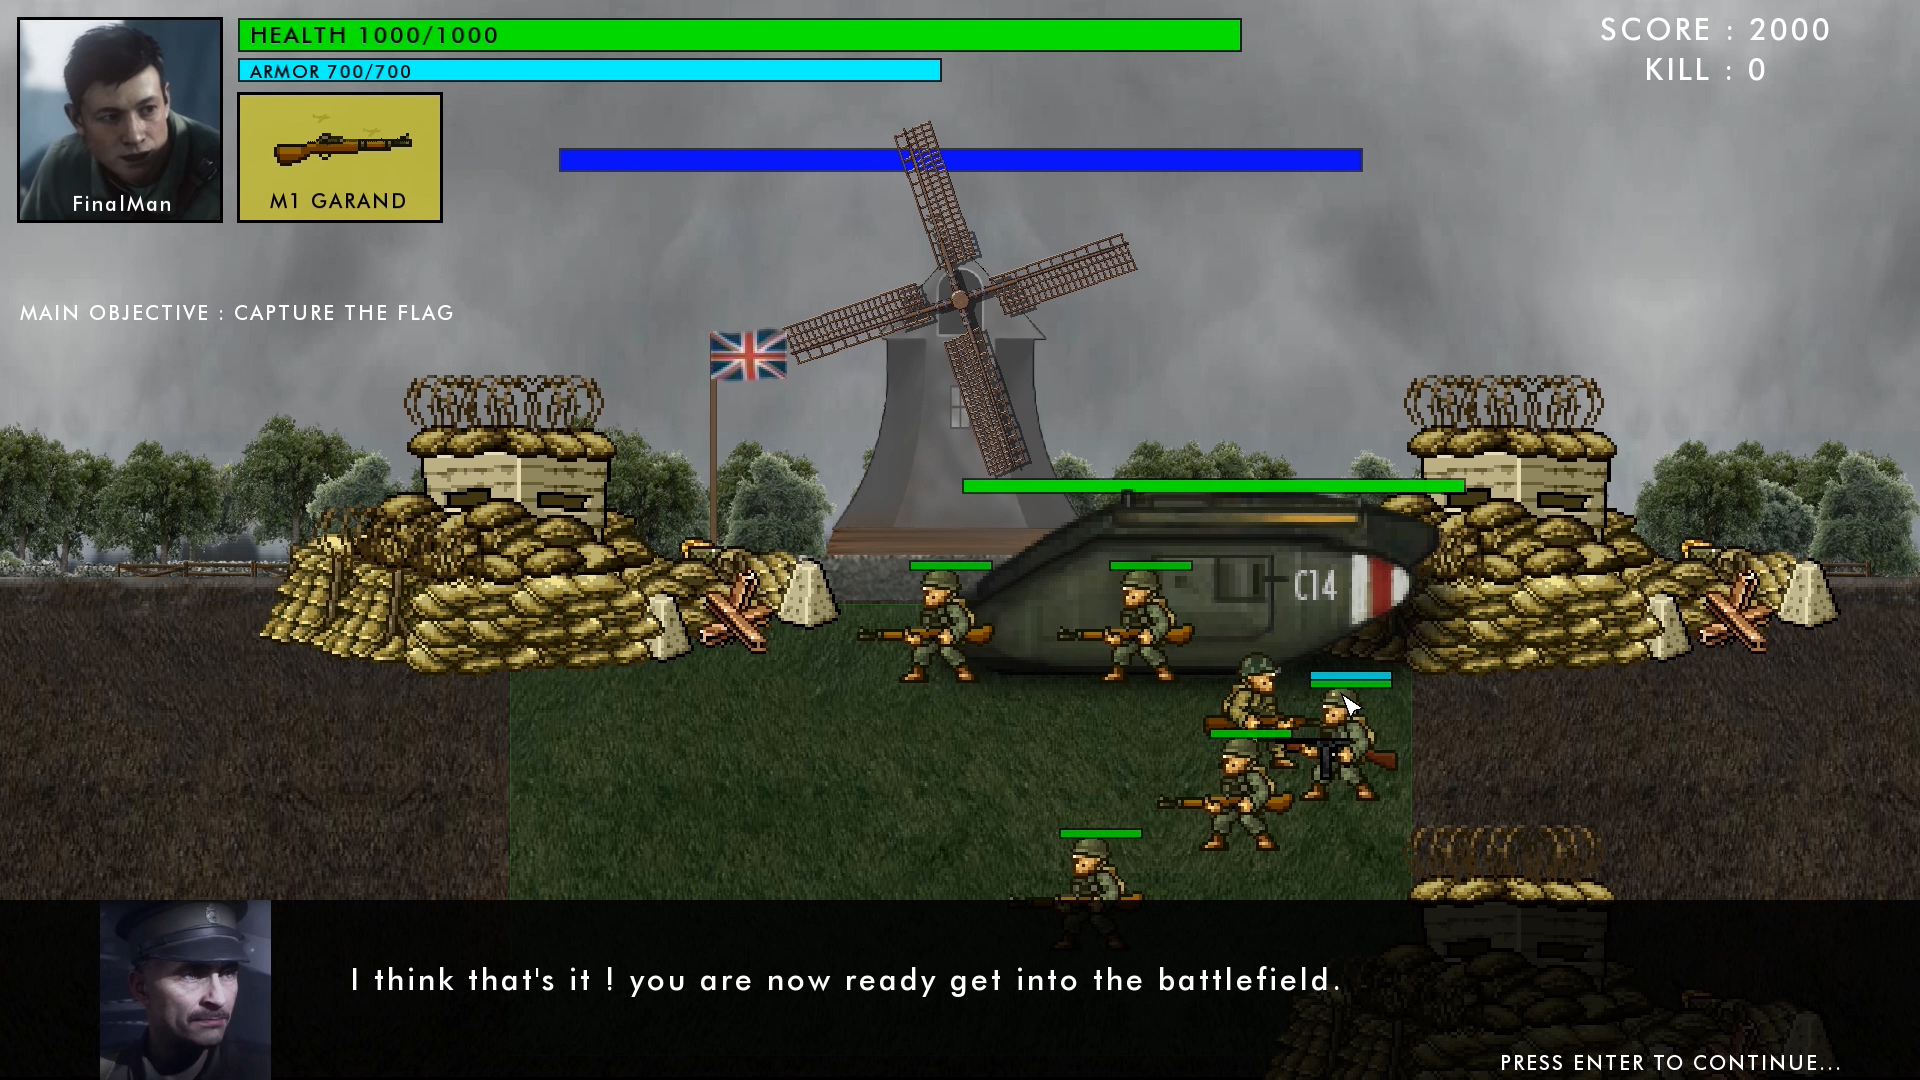 HEALTH 1000/1000
ARMOR 700/700
SCORE : 2000
KILL : 0
FinalMan
M1 GARAND
MAIN OBJECTIVE : CAPTURE THE FLAG
C14
I think that's it ! you are now ready get into the battlefield.
PRESS ENTER TO CONTINUE...